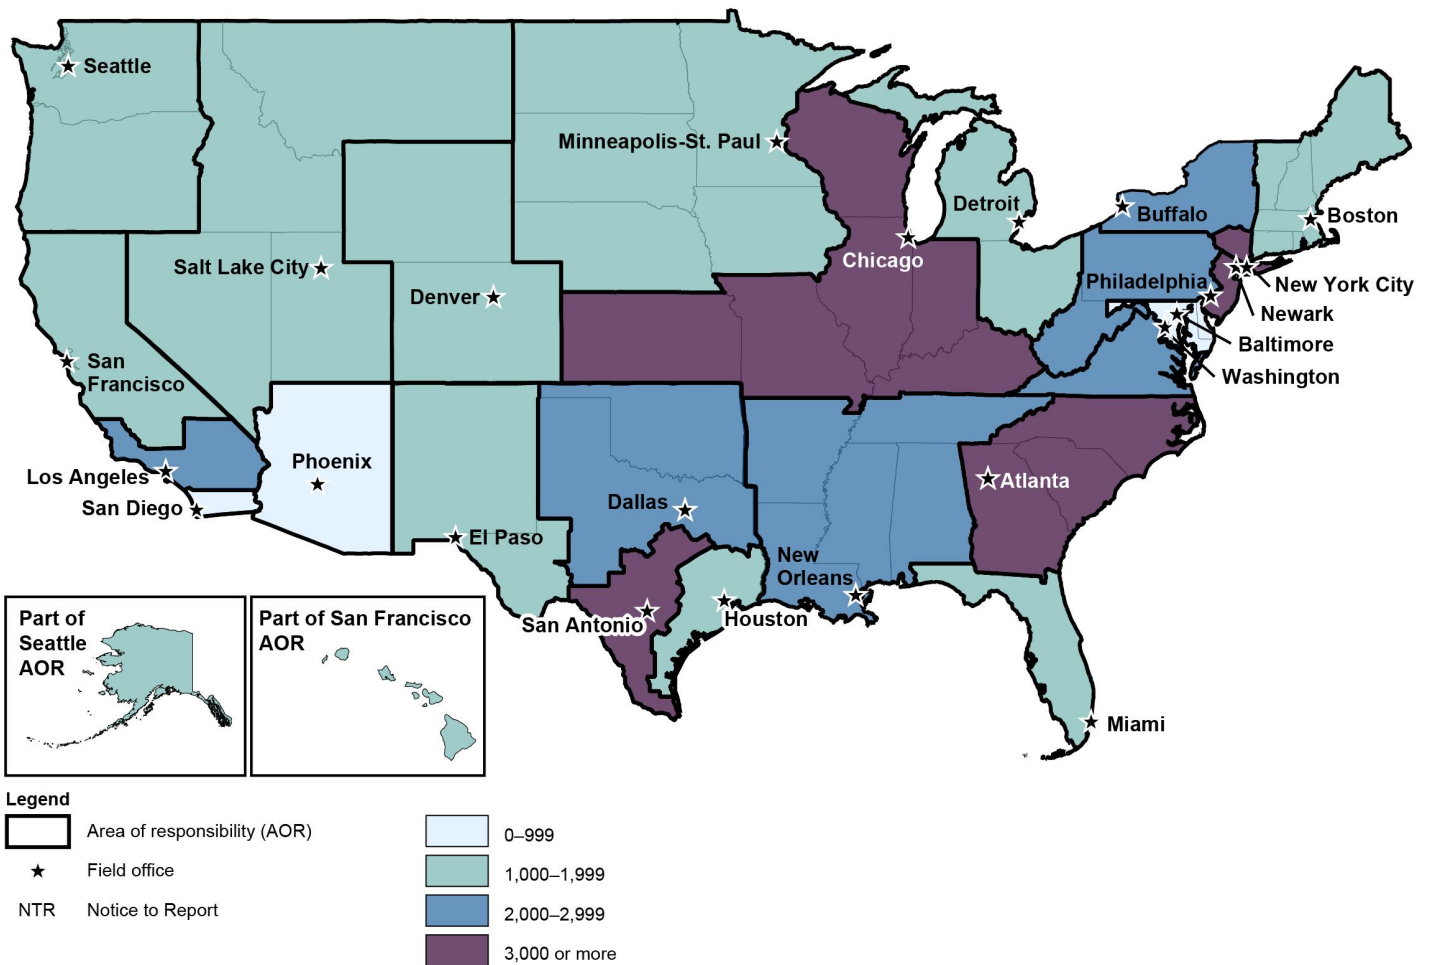 Seattle
Minneapolis-St. Paul
Detroit
Buffalo
Boston
Salt Lake City
Chicago
Denver
Philadelphia
New York City
Newark
Baltimore
Washington
San
Francisco
Los Angeles
Phoenix
San Diego
Atlanta
Dallas
El Paso
New
Orleans
San Antonio
Houston
Miami
Part of
Seattle
AOR
Part of San Francisco
AOR
Legend
Area of responsibility (AOR)
Field office
NTR Notice to Report
0–999
1,000–1,999
2,000–2,999
3,000 or more